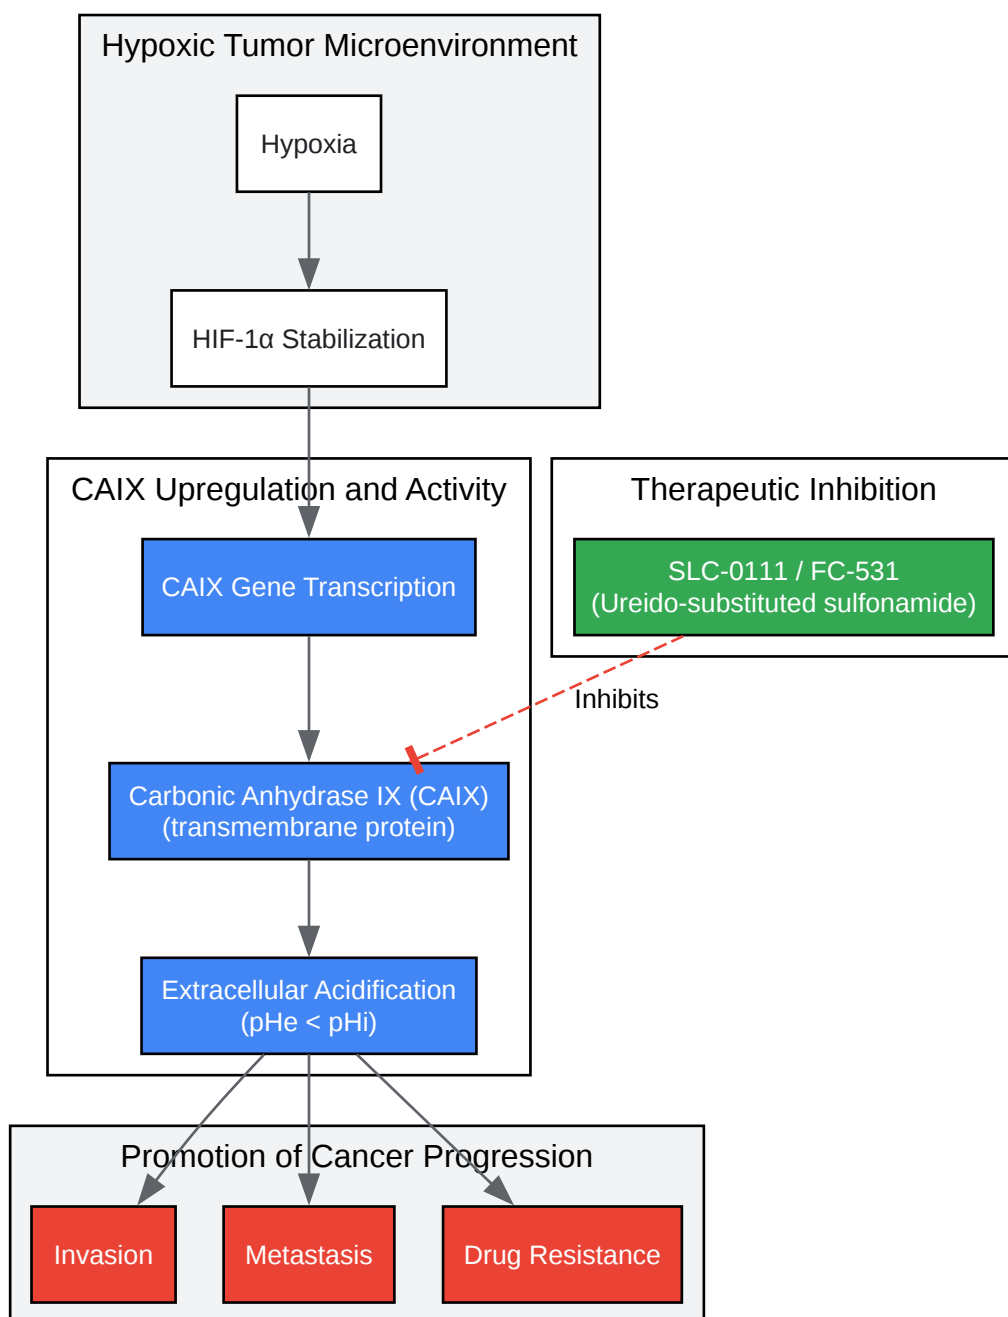 Hypoxic Tumor Microenvironment
Hypoxia
HIF-1α Stabilization
CAIX Upregulation and Activity
CAIX Gene Transcription
Therapeutic Inhibition
SLC-0111 / FC-531
(Ureido-substituted sulfonamide)
Inhibits
Carbonic Anhydrase IX (CAIX)
(transmembrane protein)
Extracellular Acidification
(pHe < pHi)
Promotion of Cancer Progression
Invasion
Metastasis
Drug Resistance